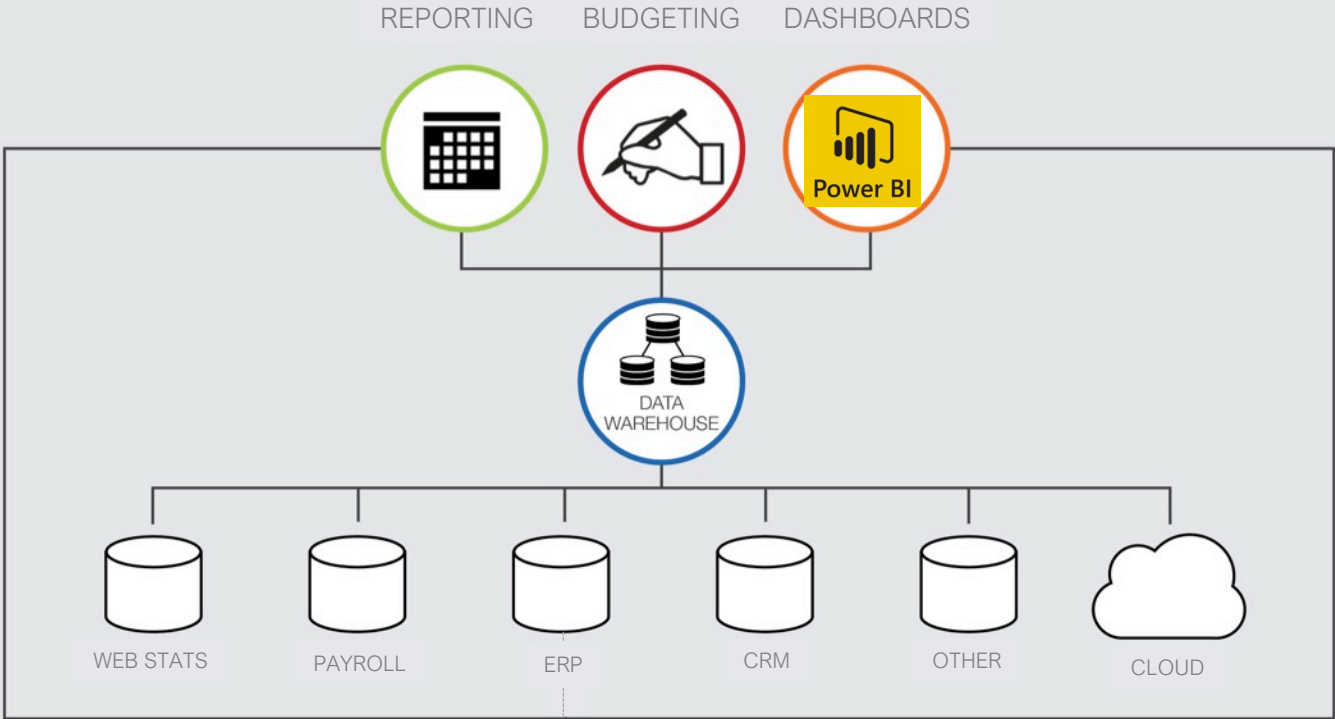 REPORTING BUDGETING DASHBOARDS
Power BI
DATA
WAREHOUSE
WEB STATS PAYROLL ERP CRM OTHER CLOUD